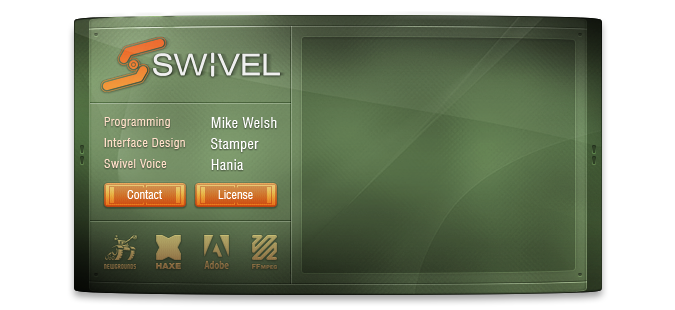 SWIVEL
Programming Mike Welsh
Interface Design Stamper
Swivel Voice Hania
Contact License
NEWGROUNDS HAXE Adobe FFMPEG